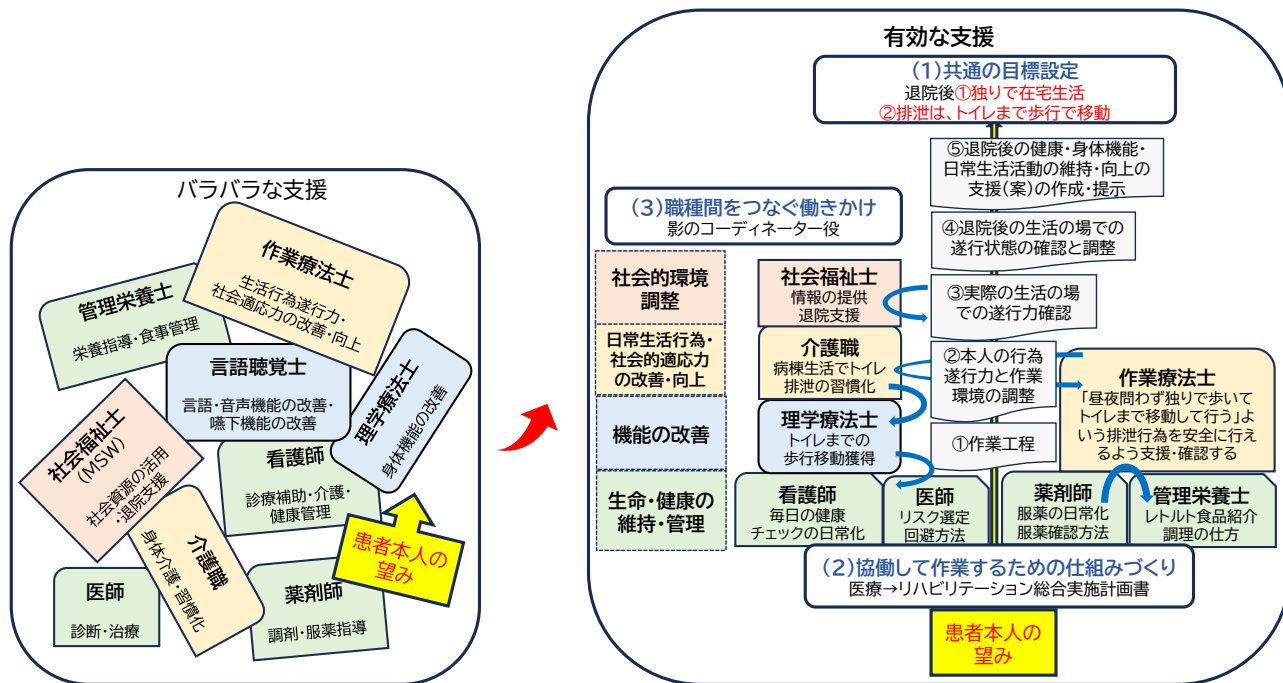 バラバラな支援
作業療法士
生活行為遂行力・
社会適応力の改善・向上
管理栄養士
栄養指導・食事管理
言語聴覚士
言語・音声機能の改善・
嚥下機能の改善
理学療法士
身体機能の改善
社会福祉士
(MSW)
社会資源の活用
・退院支援
看護師
診療補助・介護・
健康管理
介護職
身体介護・習慣化
患者本人の
望み
医師
診断・治療
薬剤師
調剤・服薬指導
有効な支援
(1)共通の目標設定
退院後①独りで在宅生活
②排泄は、トイレまで歩行で移動
⑤退院後の健康・身体機能・
日常生活活動の維持・向上の
支援(案)の作成・提示
(3)職種間をつなぐ働きかけ
影のコーディネーター役
④退院後の生活の場での
遂行状態の確認と調整
社会的環境
調整
社会福祉士
情報の提供
退院支援
③実際の生活の場
での遂行力確認
日常生活行為・
社会的適応力
の改善・向上
介護職
病棟生活でトイレ
排泄の習慣化
②本人の行為
遂行力と作業
環境の調整
作業療法士
「昼夜問わず独りで歩いて
トイレまで移動して行う」よ
いう排泄行為を安全に行え
るよう支援・確認する
機能の改善
理学療法士
トイレまでの
歩行移動獲得
①作業工程
生命・健康の
維持・管理
看護師
毎日の健康
チェックの日常化
医師
リスク選定
回避方法
薬剤師
服薬の日常化
服薬確認方法
管理栄養士
レトルト食品紹介
調理の仕方
(2)協働して作業するための仕組みづくり
医療→リハビリテーション総合実施計画書
患者本人の
望み